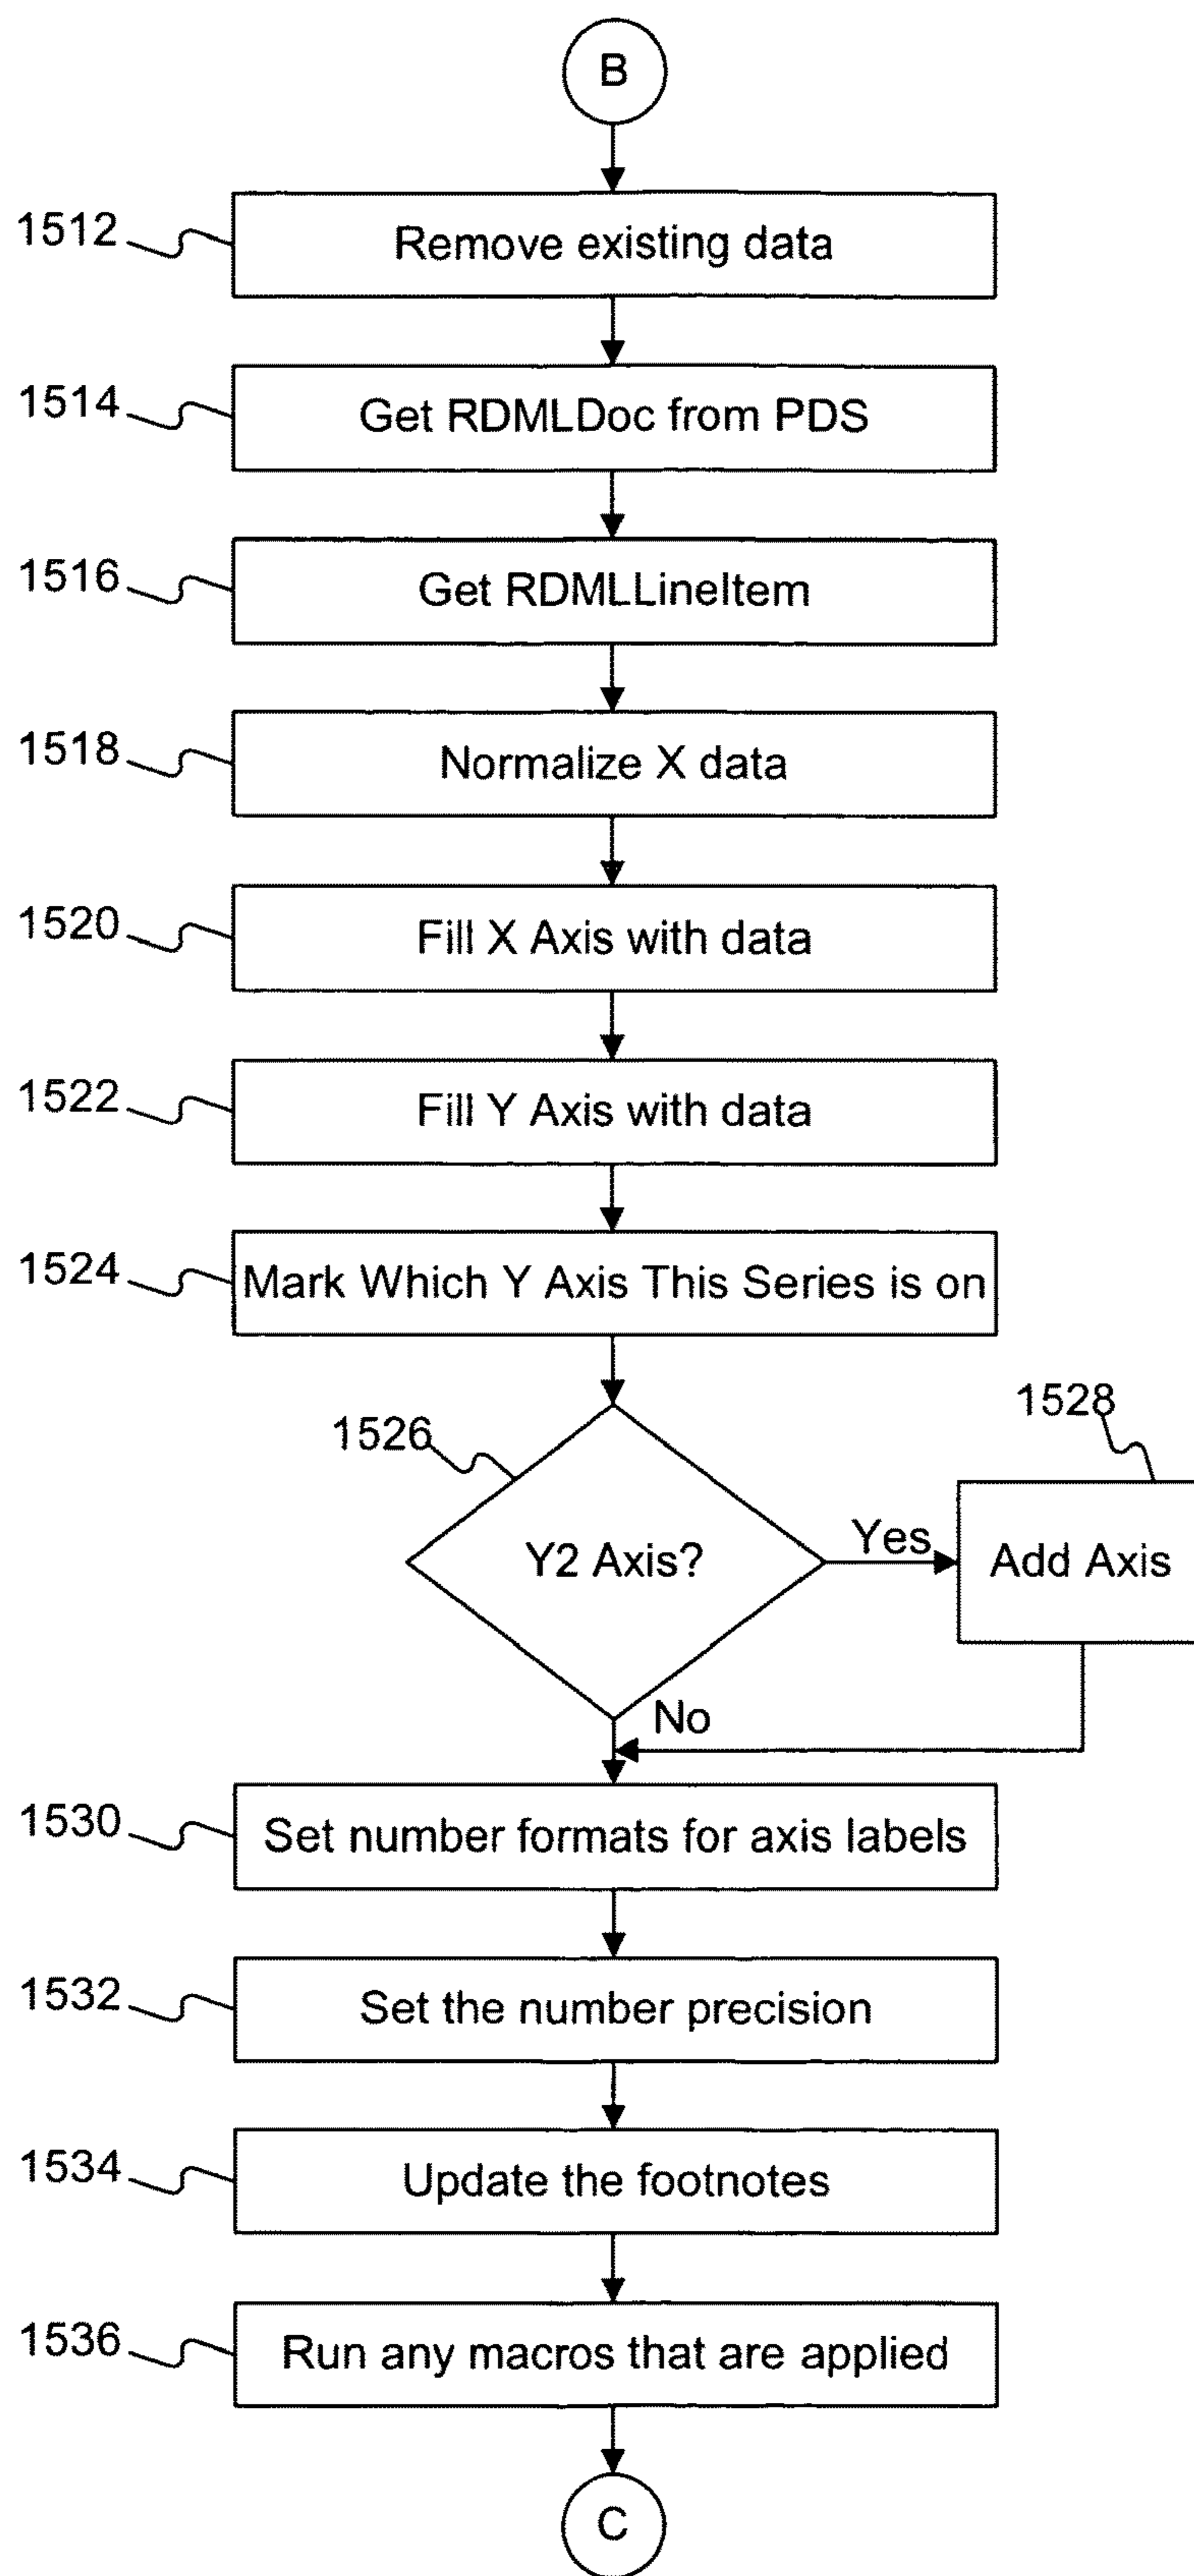 B
1512
Remove existing data
1514
Get RDMLDoc from PDS
1516
Get RDMLLineItem
1518
Normalize X data
1520
Fill X Axis with data
1522
Fill Y Axis with data
1524
Mark Which Y Axis This Series is on
1526
1528
Y2 Axis?
Yes
Add Axis
No
1530
Set number formats for axis labels
1532
Set the number precision
1534
Update the footnotes
1536
Run any macros that are applied
C